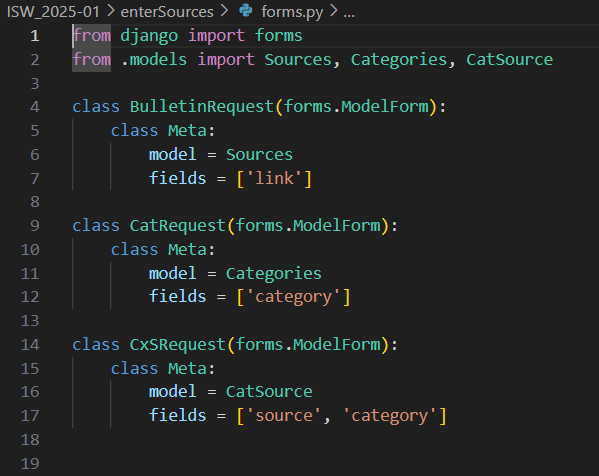 ISW_2025-01 > enterSources > forms.py > ...
1 from django import forms
2 from .models import Sources, Categories, CatSource
3
4 class BulletinRequest(forms.ModelForm):
5     class Meta:
6         model = Sources
7         fields = ['link']
8
9 class CatRequest(forms.ModelForm):
10     class Meta:
11         model = Categories
12         fields = ['category']
13
14 class CxSRequest(forms.ModelForm):
15     class Meta:
16         model = CatSource
17         fields = ['source', 'category']
18
19